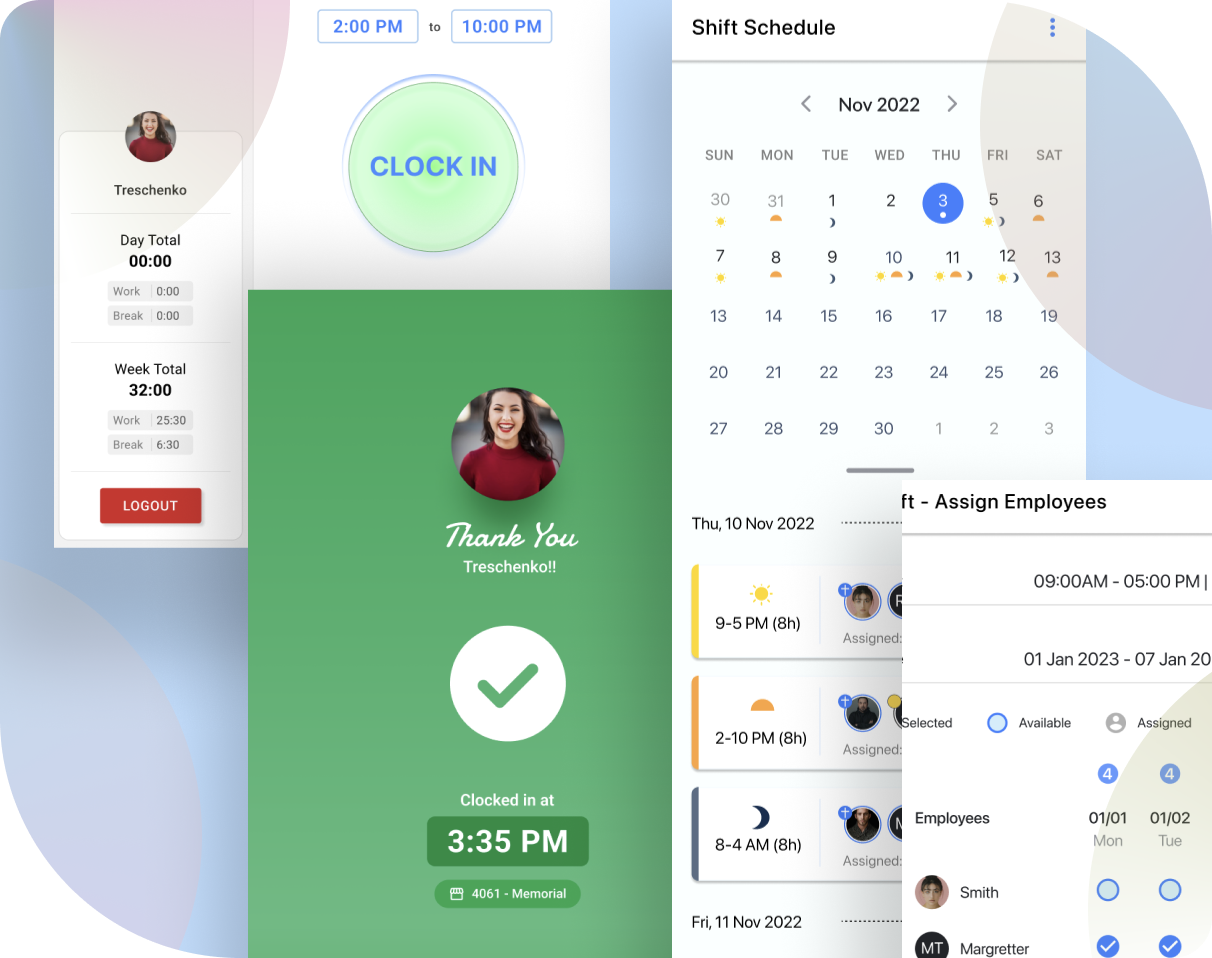 2:00 PM to 10:00 PM
CLOCK IN
Treschenko
Day Total
00:00
Work 0:00
Break 0:00
Week Total
32:00
Work 25:30
Break 6:30
LOGOUT
Thank You
Treschenko!!
Clocked in at
3:35 PM
4061 - Memorial
Shift Schedule
Nov 2022
SUN MON TUE WED THU FRI SAT
30 31 1 2 3 5 6
7 8 9 10 11 12 13
13 14 15 16 17 18 19
20 21 22 23 24 25 26
27 28 29 30 1 2 3
Thu, 10 Nov 2022
9-5 PM (8h)
Assigned:
2-10 PM (8h)
Assigned:
8-4 AM (8h)
Assigned:
Fri, 11 Nov 2022
ft - Assign Employees
09:00AM - 05:00 PM |
01 Jan 2023 - 07 Jan 20
Selected Available Assigned
4 4
Employees 01/01 01/02
Mon Tue
Smith
MT Margretter